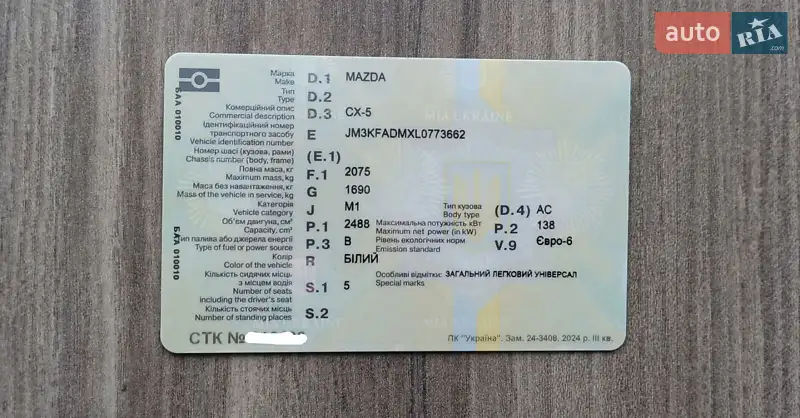 auto RIA .com
БАА 010010
Марка
Make D.1 MAZDA
Тип
Type D.2
Комерційний опис
Commercial description D.3 CX-5
Ідентифікаційний номер
транспортного засобу E JM3KFADMXL0773662
Vehicle identification number
Номер шасі (кузова, рами)
Chassis number (body, frame) (E.1)
Повна маса, кг
Maximum mass, kg F.1 2075
Маса без навантаження, кг
Mass of the vehicle in service, kg G 1690
Категорія
Vehicle category J M1
Тип кузова
Body type (D.4) AC
Об'єм двигуна, см³
Capacity, cm³ P.1 2488
Максимальна потужність кВт
Maximum net power (in kW) P.2 138
Тип палива або джерела енергії
Type of fuel or power source P.3 B
Рівень екологічних норм
Emission standard V.9 Євро-6
Колір
Color of the vehicle R БІЛИЙ
Кількість сидячих місць
з місцем водія
Number of seats
including the driver's seat S.1 5
Особливі відмітки: ЗАГАЛЬНИЙ ЛЕГКОВИЙ УНІВЕРСАЛ
Special marks
Кількість стоячих місць
Number of standing places S.2
БАА 010010
СТК №
ПК "Україна". Зам. 24-3408. 2024 р. III кв.